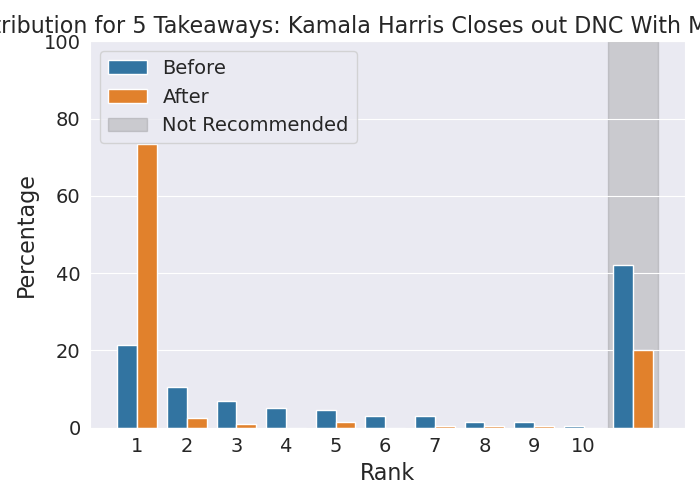 for 5 Takeaways: Kamala Harris Closes out DNC With
100
80
60
40
20
0
Percentage
Before
After
Not Recommended
1 2 3 4 5 6 7 8 9 10
Rank